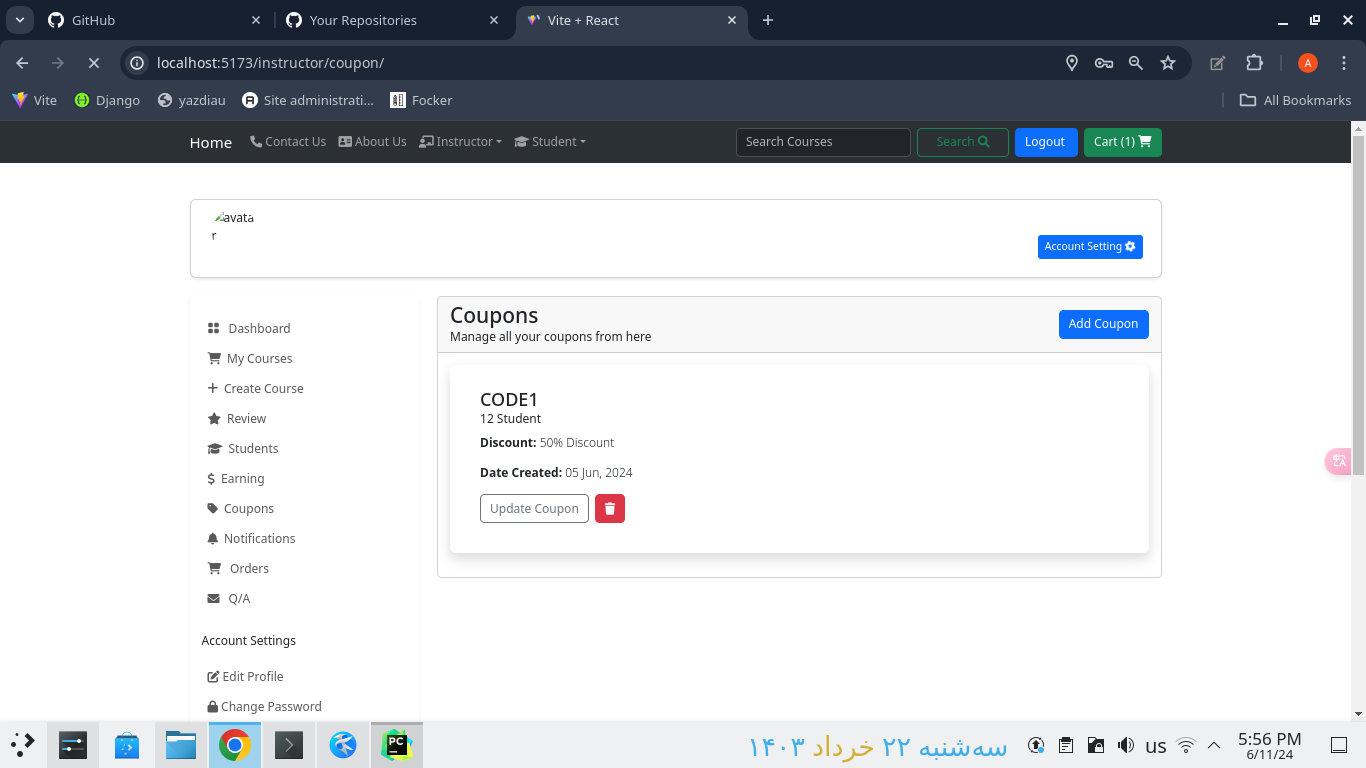 GitHub
Your Repositories
Vite + React
localhost:5173/instructor/coupon/
A
Vite
Django
yazdiau
Site administrati...
Focker
All Bookmarks
Home
Contact Us
About Us
Instructor
Student
Search Courses
Search
Logout
Cart (1)
avata
r
Account Setting
Dashboard
My Courses
Create Course
Review
Students
Earning
Coupons
Notifications
Orders
Q/A
Account Settings
Edit Profile
Change Password
Coupons
Manage all your coupons from here
Add Coupon
CODE1
12 Student
Discount: 50% Discount
Date Created: 05 Jun, 2024
Update Coupon
PC
سه‌شنبه ۲۲ خرداد ۱۴۰۳
us
5:56 PM
6/11/24